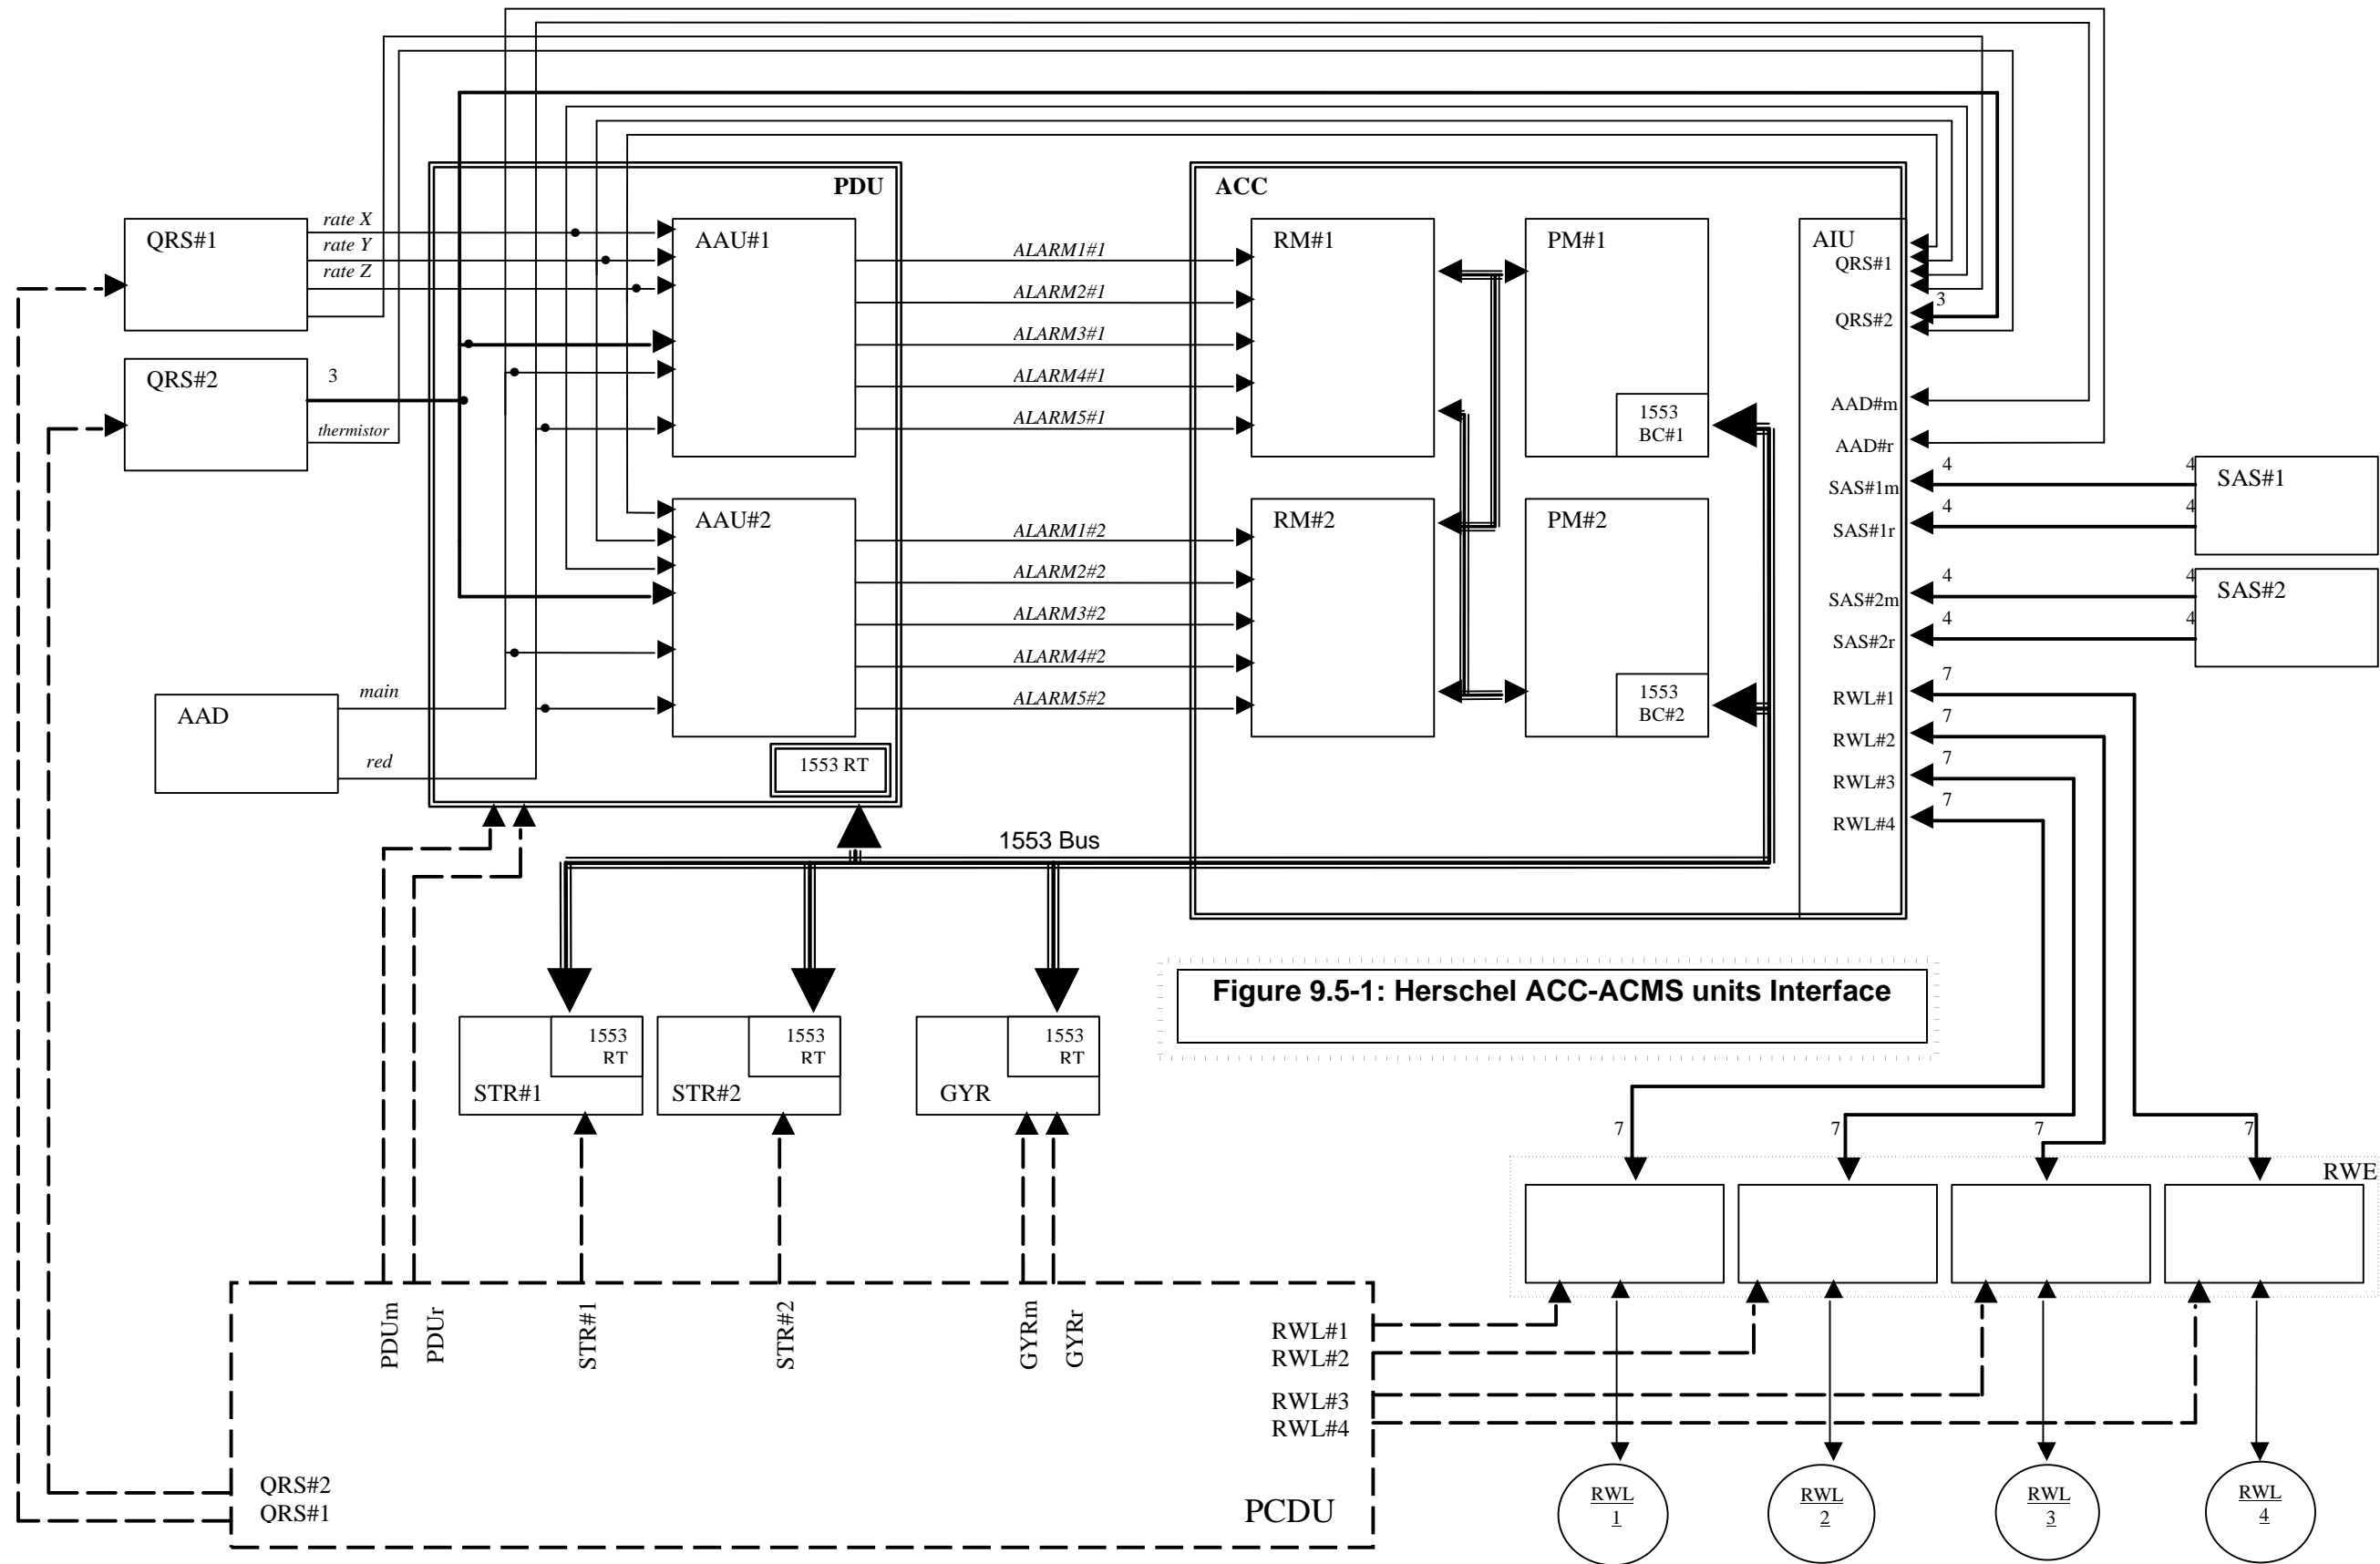 PDU
ACC
rate X
rate Y
rate Z
QRS#1
AAU#1
ALARM1#1
ALARM2#1
ALARM3#1
ALARM4#1
ALARM5#1
RM#1
PM#1
1553
BC#1
AIU
QRS#1
3
QRS#2
QRS#2
3
thermistor
AAD#m
AAD#r
4
4
SAS#1
SAS#1m
4
4
SAS#1r
AAU#2
ALARM1#2
ALARM2#2
ALARM3#2
ALARM4#2
ALARM5#2
RM#2
PM#2
1553
BC#2
4
4
SAS#2
SAS#2m
4
4
SAS#2r
7
RWL#1
7
RWL#2
7
RWL#3
7
RWL#4
AAD
main
red
1553 RT
1553 Bus
Figure 9.5-1: Herschel ACC-ACMS units Interface
1553
RT
STR#1
1553
RT
STR#2
1553
RT
GYR
7
7
7
7
RWE
PDUm
PDUr
STR#1
STR#2
GYRm
GYRr
RWL#1
RWL#2
RWL#3
RWL#4
QRS#2
QRS#1
PCDU
RWL
1
RWL
2
RWL
3
RWL
4